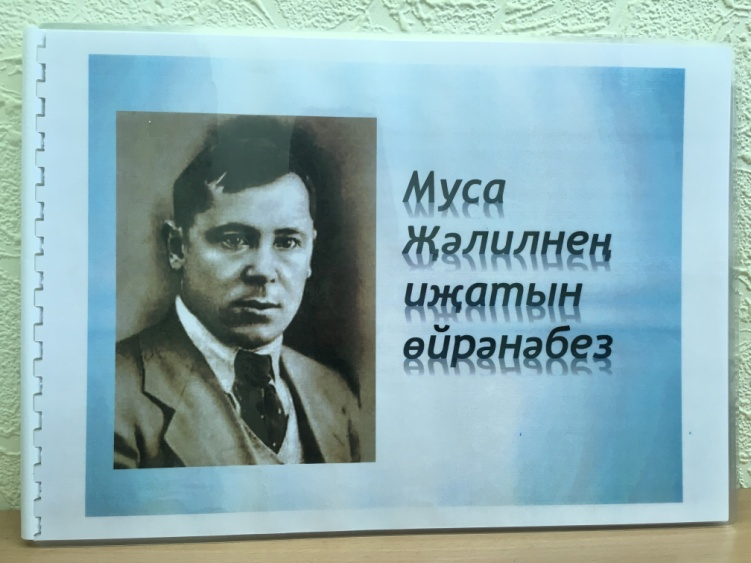 Муса
Җәлилнең
иҗатын
өйрәнәбез